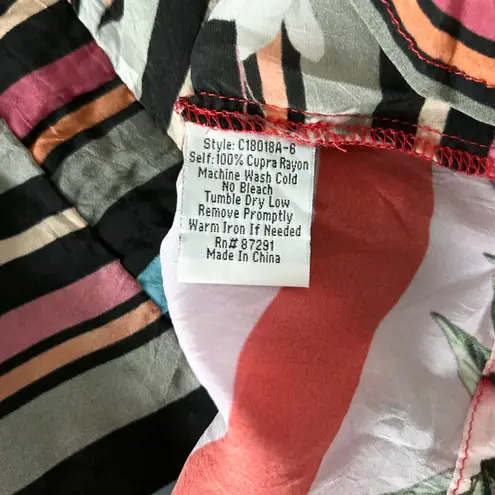 Style: C18018A-6
Self: 100% Cupra Rayon
Machine Wash Cold
No Bleach
Tumble Dry Low
Remove Promptly
Warm Iron If Needed
Rn# 87291
Made In China